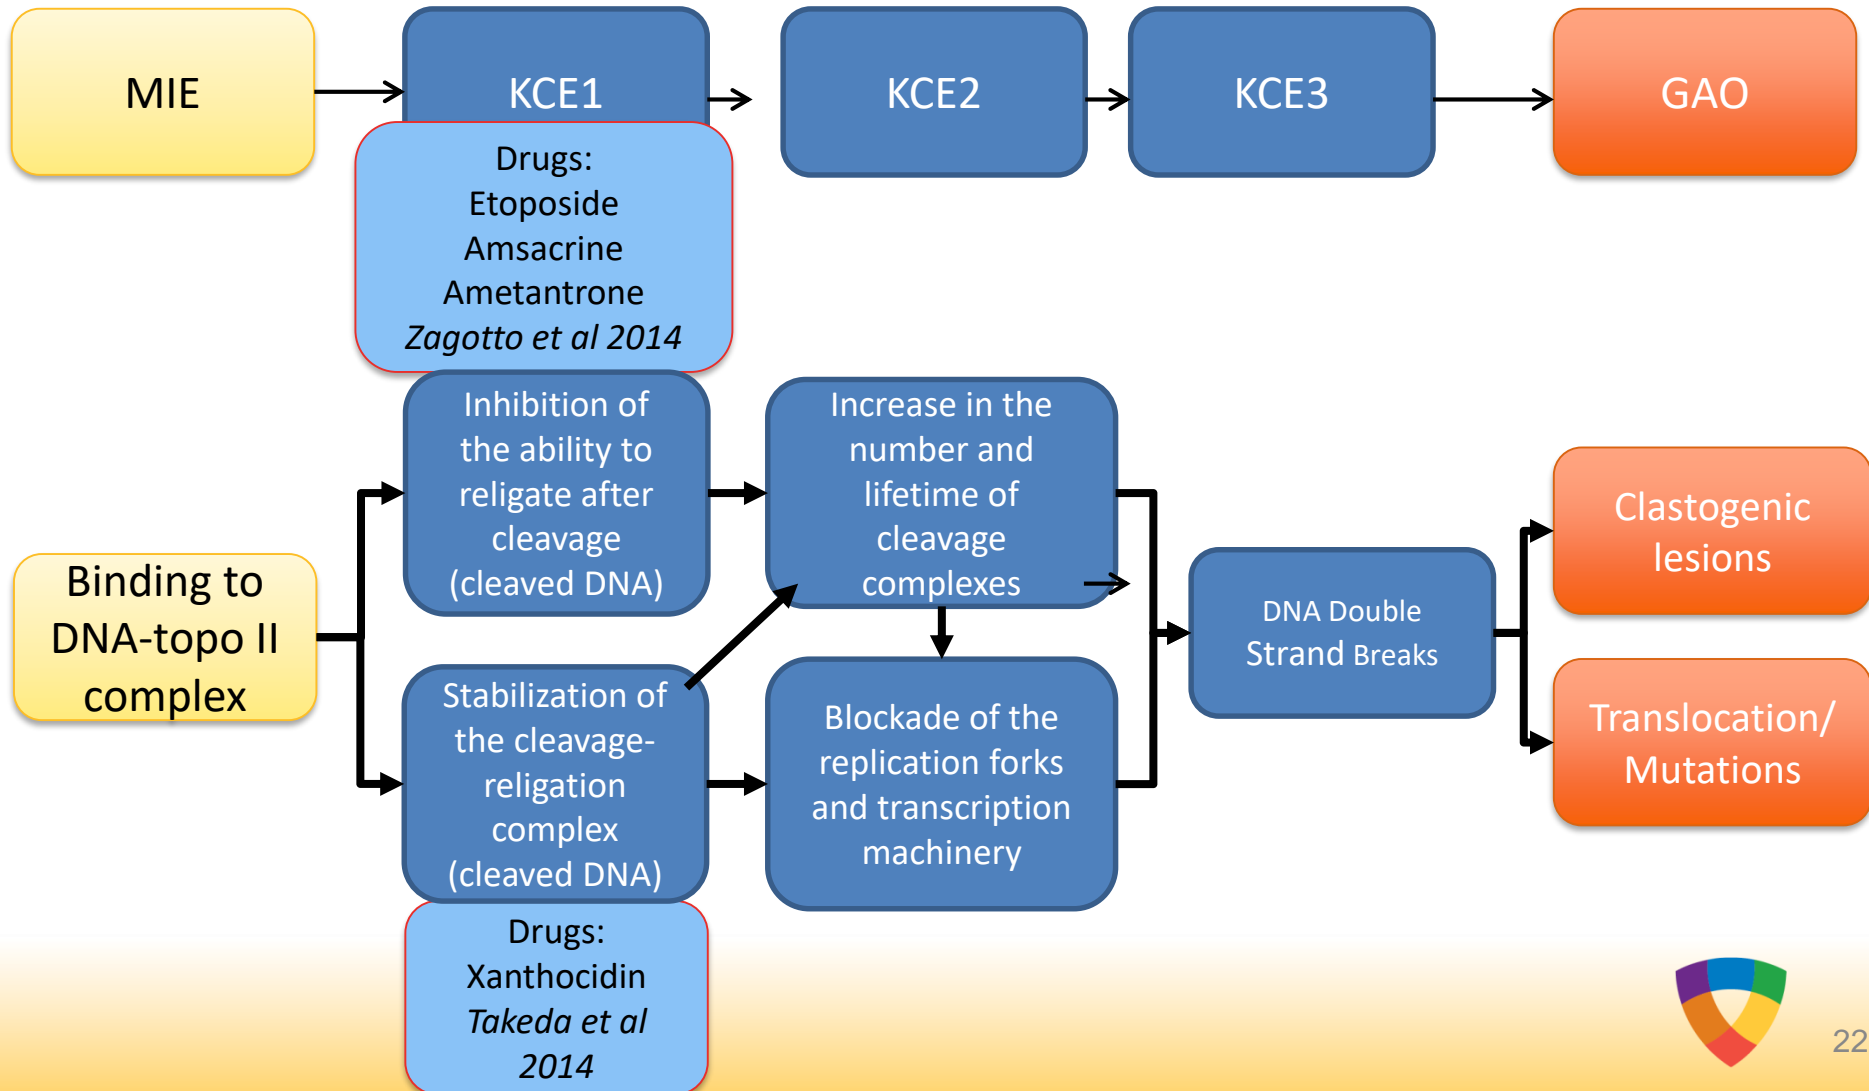 MIE
KCE1
KCE2
KCE3
GAO
Drugs:
Etoposide
Amsacrine
Ametantrone
Zagotto et al 2014
Binding to
DNA-topo II
complex
Inhibition of
the ability to
religate after
cleavage
(cleaved DNA)
Stabilization of
the cleavage-
religation
complex
(cleaved DNA)
Drugs:
Xanthocidin
Takeda et al
2014
Increase in the
number and
lifetime of
cleavage
complexes
Blockade of the
replication forks
and transcription
machinery
DNA Double
Strand Breaks
Clastogenic
lesions
Translocation/
Mutations
22